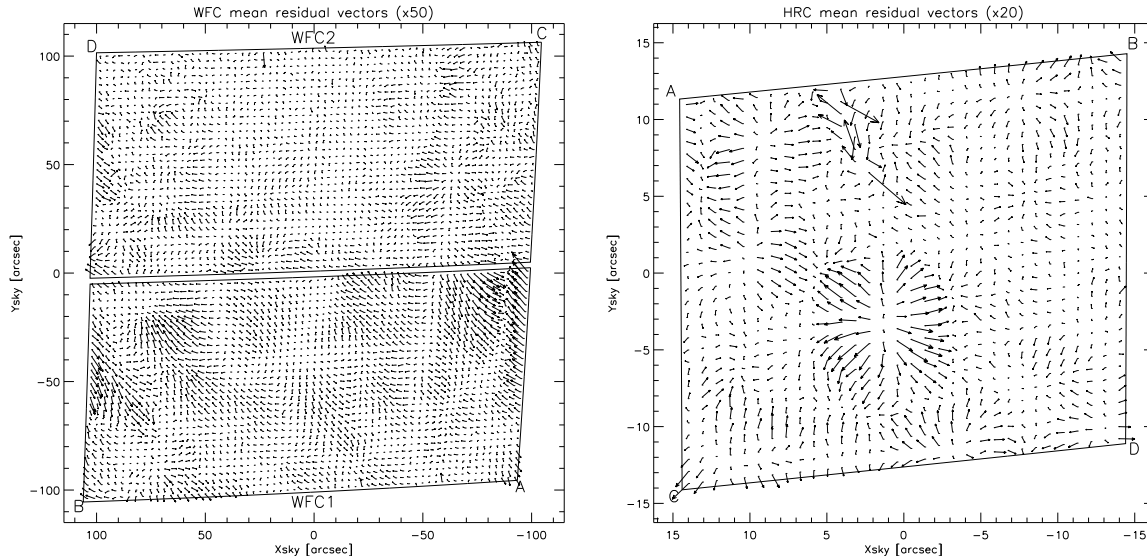 WFC mean residual vectors (x50)
HRC mean residual vectors (x20)
D
WFC2
C
100
50
0
-50
-100
Ysky [arcsec]
B
WFC1
A
100
50
0
-50
-100
Xsky [arcsec]
B
A
15
10
5
0
-5
-10
-15
Ysky [arcsec]
C
D
15
10
5
0
-5
-10
-15
Xsky [arcsec]